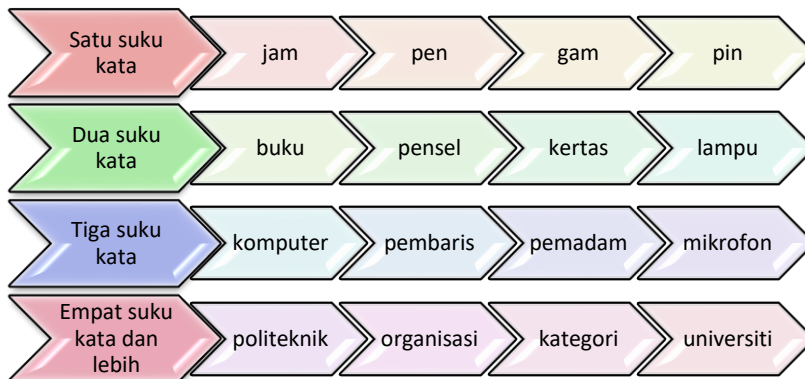 Satu suku
kata
jam
pen
gam
pin
Dua suku
kata
buku
pensel
kertas
lampu
Tiga suku
kata
komputer
pembaris
pemadam
mikrofon
Empat suku
kata dan
lebih
politeknik
organisasi
kategori
universiti